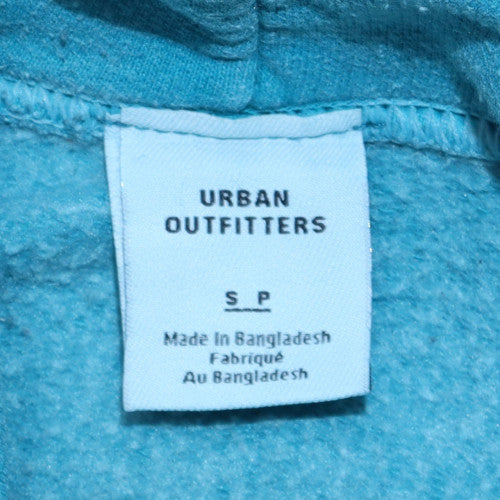 URBAN
OUTFITTERS
S P
Made In Bangladesh
Fabriqué
Au Bangladesh